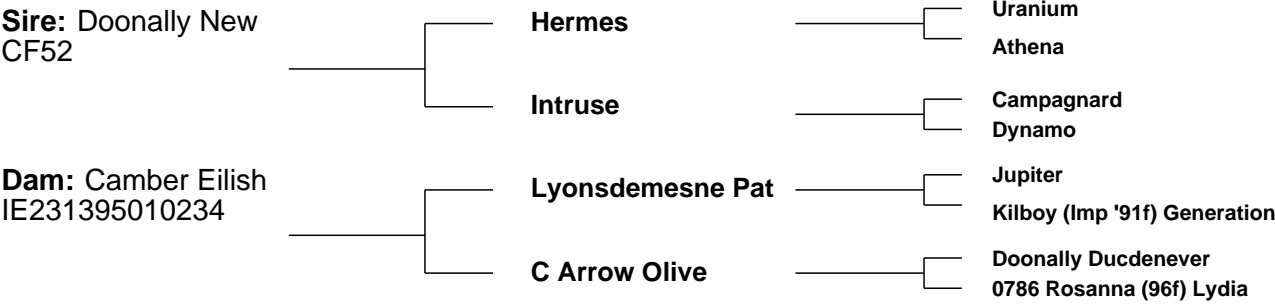 Sire: Doonally New
CF52
Hermes
Uranium
Athena
Intruse
Campagnard
Dynamo
Dam: Camber Eilish
IE231395010234
Lyonsdemesne Pat
Jupiter
Kilboy (Imp '91f) Generation
C Arrow Olive
Doonally Ducdenever
0786 Rosanna (96f) Lydia